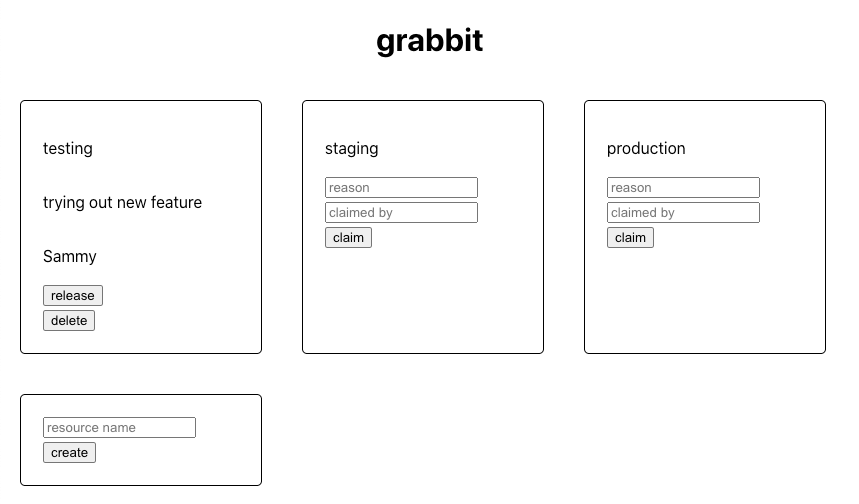 grabbit
testing
trying out new feature
Sammy
release
delete
staging
reason
claimed by
claim
production
reason
claimed by
claim
resource name
create